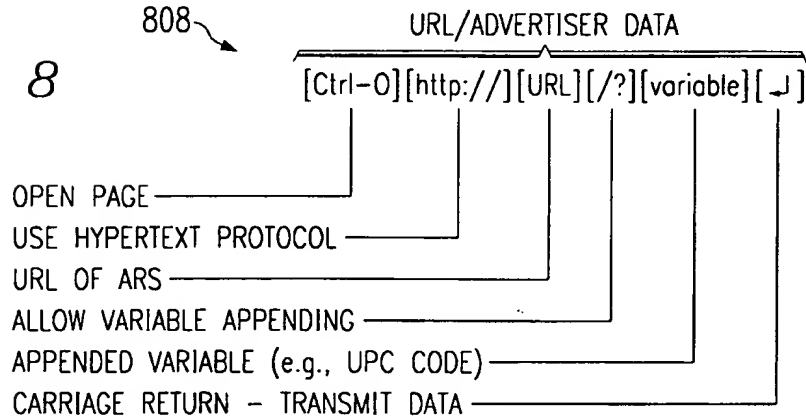 808
URL/ADVERTISER DATA
8
[Ctrl-O][http://][URL][/?][variable][↵]
OPEN PAGE
USE HYPERTEXT PROTOCOL
URL OF ARS
ALLOW VARIABLE APPENDING
APPENDED VARIABLE (e.g., UPC CODE)
CARRIAGE RETURN - TRANSMIT DATA